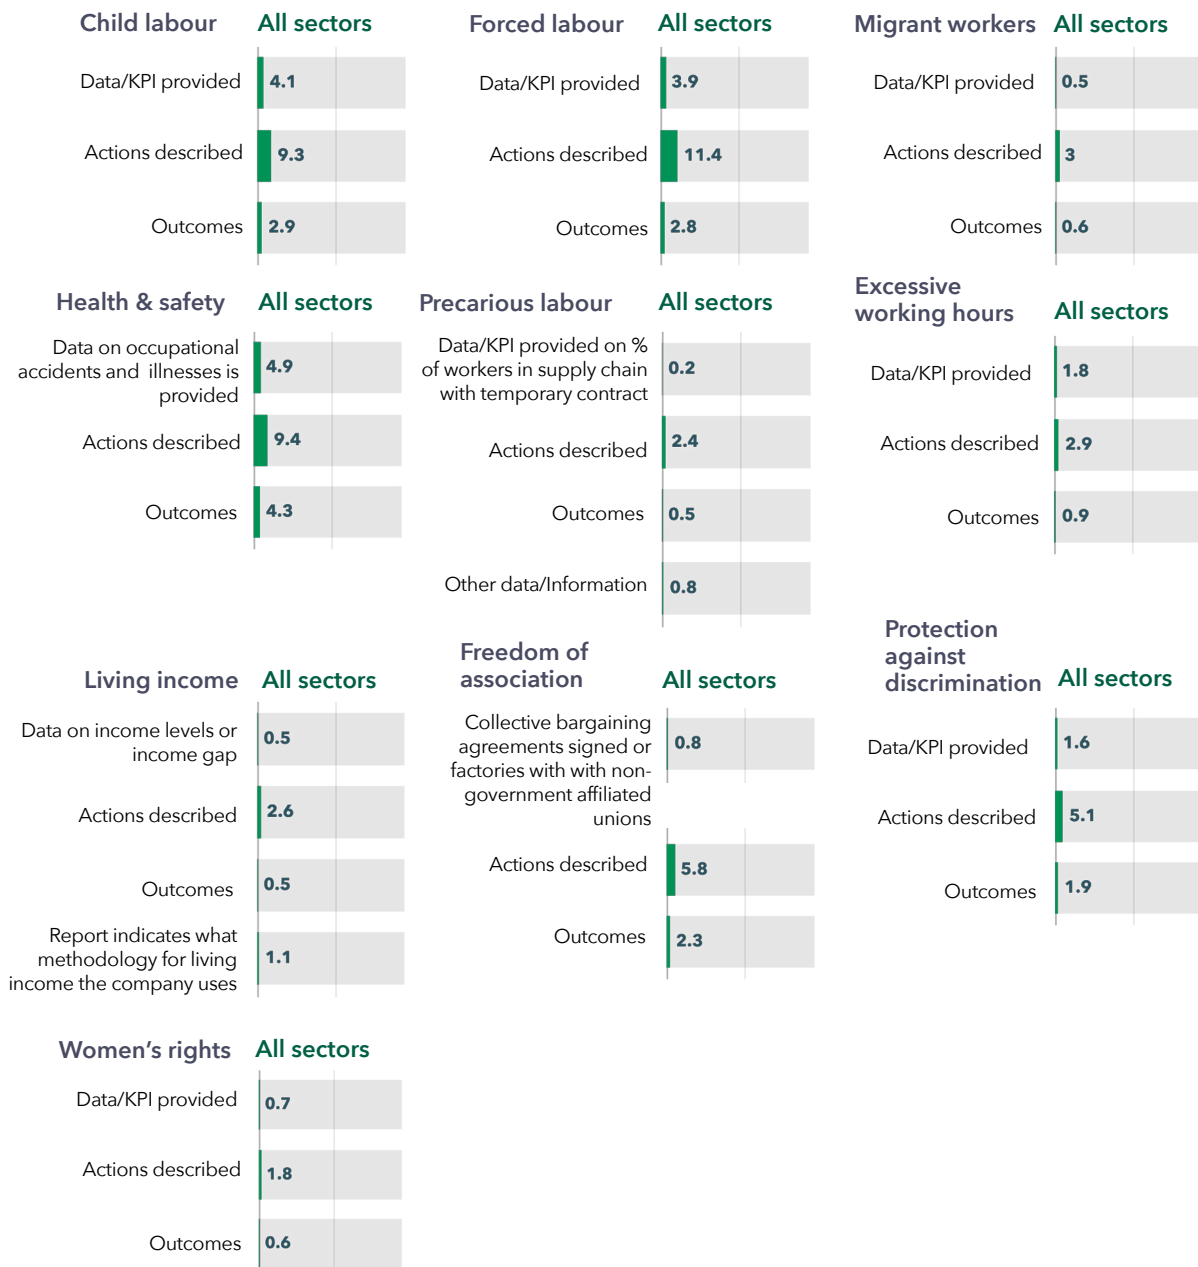 Child labour All sectors
Data/KPI provided 4.1
Actions described 9.3
Outcomes 2.9
Forced labour All sectors
Data/KPI provided 3.9
Actions described 11.4
Outcomes 2.8
Migrant workers All sectors
Data/KPI provided 0.5
Actions described 3
Outcomes 0.6
Health & safety All sectors
Data on occupational
accidents and illnesses is
provided
4.9
Actions described 9.4
Outcomes 4.3
Precarious labour All sectors
Data/KPI provided on %
of workers in supply chain
with temporary contract
0.2
Actions described 2.4
Outcomes 0.5
Other data/Information 0.8
Excessive
working hours All sectors
Data/KPI provided 1.8
Actions described 2.9
Outcomes 0.9
Living income All sectors
Data on income levels or
income gap
0.5
Actions described 2.6
Outcomes 0.5
Report indicates what
methodology for living
income the company uses
1.1
Freedom of
association All sectors
Collective bargaining
agreements signed or
factories with with non-
government affiliated
unions
0.8
Actions described 5.8
Outcomes 2.3
Protection
against
discrimination All sectors
Data/KPI provided 1.6
Actions described 5.1
Outcomes 1.9
Women's rights All sectors
Data/KPI provided 0.7
Actions described 1.8
Outcomes 0.6